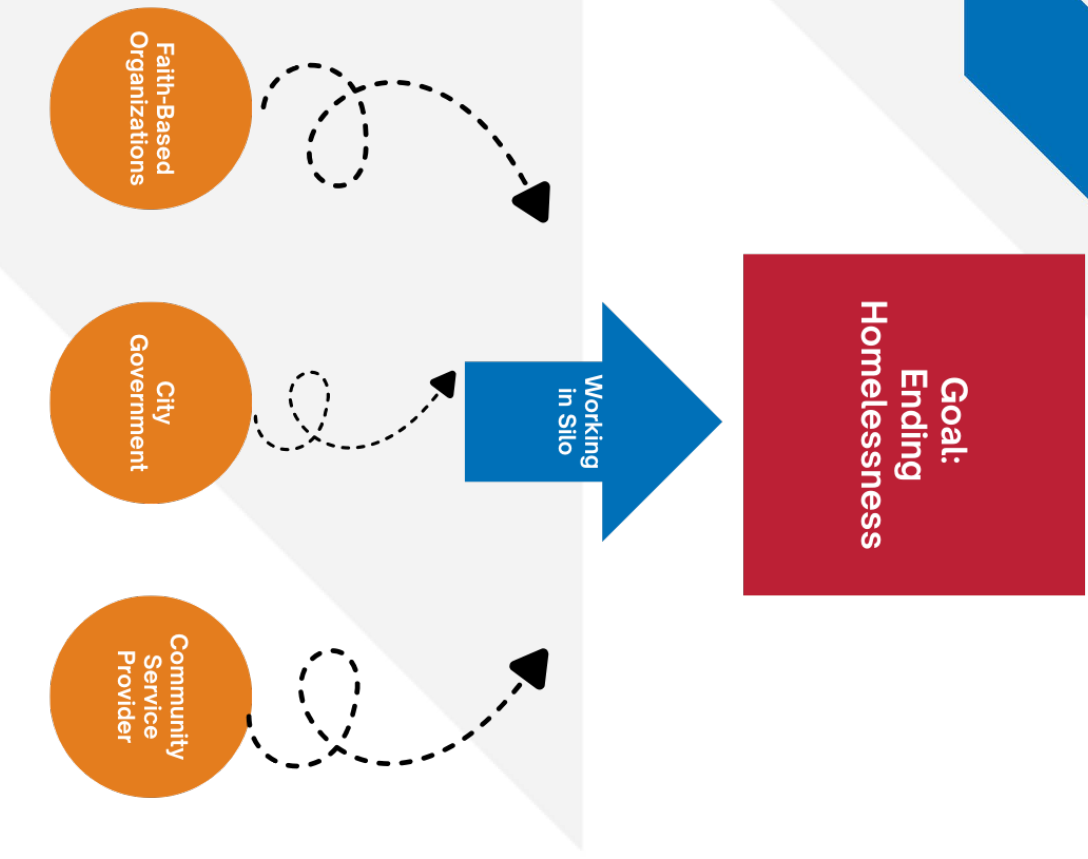 Goal:
Ending
Homelessness
Working
in Silo
Community
Service
Provider
City
Government
Faith-Based
Organizations